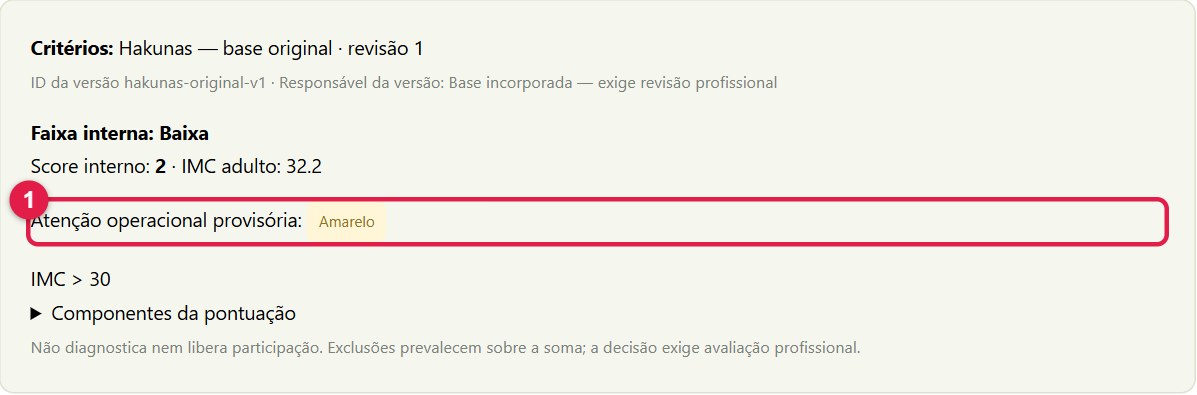 Critérios: Hakunas — base original · revisão 1
ID da versão hakunas-original-v1 · Responsável da versão: Base incorporada — exige revisão profissional
Faixa interna: Baixa
Score interno: 2 · IMC adulto: 32.2
1
Atenção operacional provisória: Amarelo
IMC > 30
▶ Componentes da pontuação
Não diagnostica nem libera participação. Exclusões prevalecem sobre a soma; a decisão exige avaliação profissional.